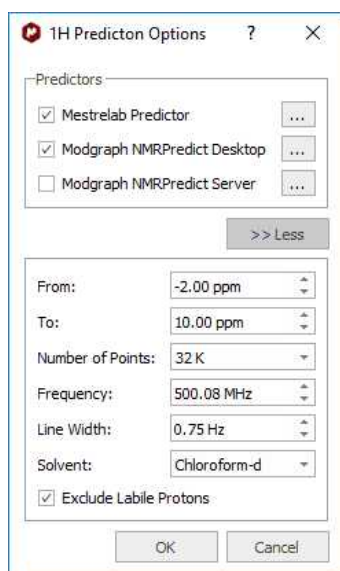 1H Predicton Options ?
Predictors
Mestrelab Predictor ...
Modgraph NMRPredict Desktop ...
Modgraph NMRPredict Server ...
>> Less
From: -2.00 ppm
To: 10.00 ppm
Number of Points: 32 K
Frequency: 500.08 MHz
Line Width: 0.75 Hz
Solvent: Chloroform-d
Exclude Labile Protons
OK Cancel